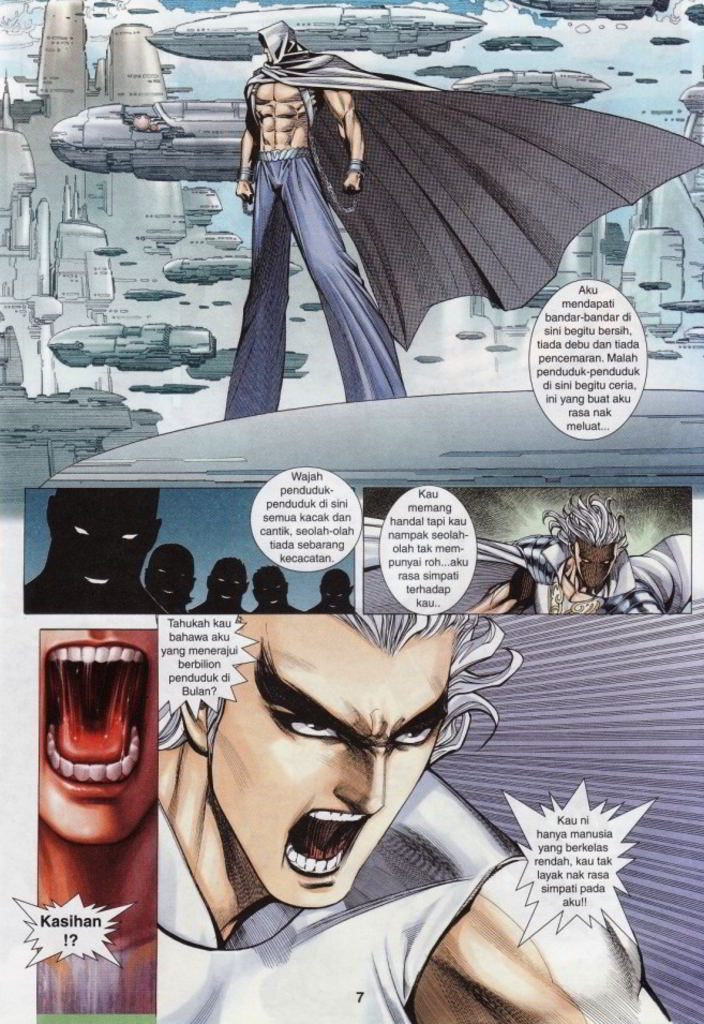 Aku
mendapati
bandar-bandar di
sini begitu bersih,
tiada debu dan tiada
pencemaran. Malah
penduduk-penduduk
di sini begitu ceria,
ini yang buat aku
rasa nak
meluat...
Wajah
penduduk-
penduduk di sini
semua kacak dan
cantik, seolah-olah
tiada sebarang
kecacatan.
Kau
memang
handal tapi kau
nampak seolah-
olah tak mem-
punyai roh...aku
rasa simpati
terhadap
kau..
Tahukah kau
bahawa aku
yang menerajui
berbilion
penduduk di
Bulan?
Kau ni
hanya manusia
yang berkelas
rendah, kau tak
layak nak rasa
simpati pada
aku!!
Kasihan
!?
7